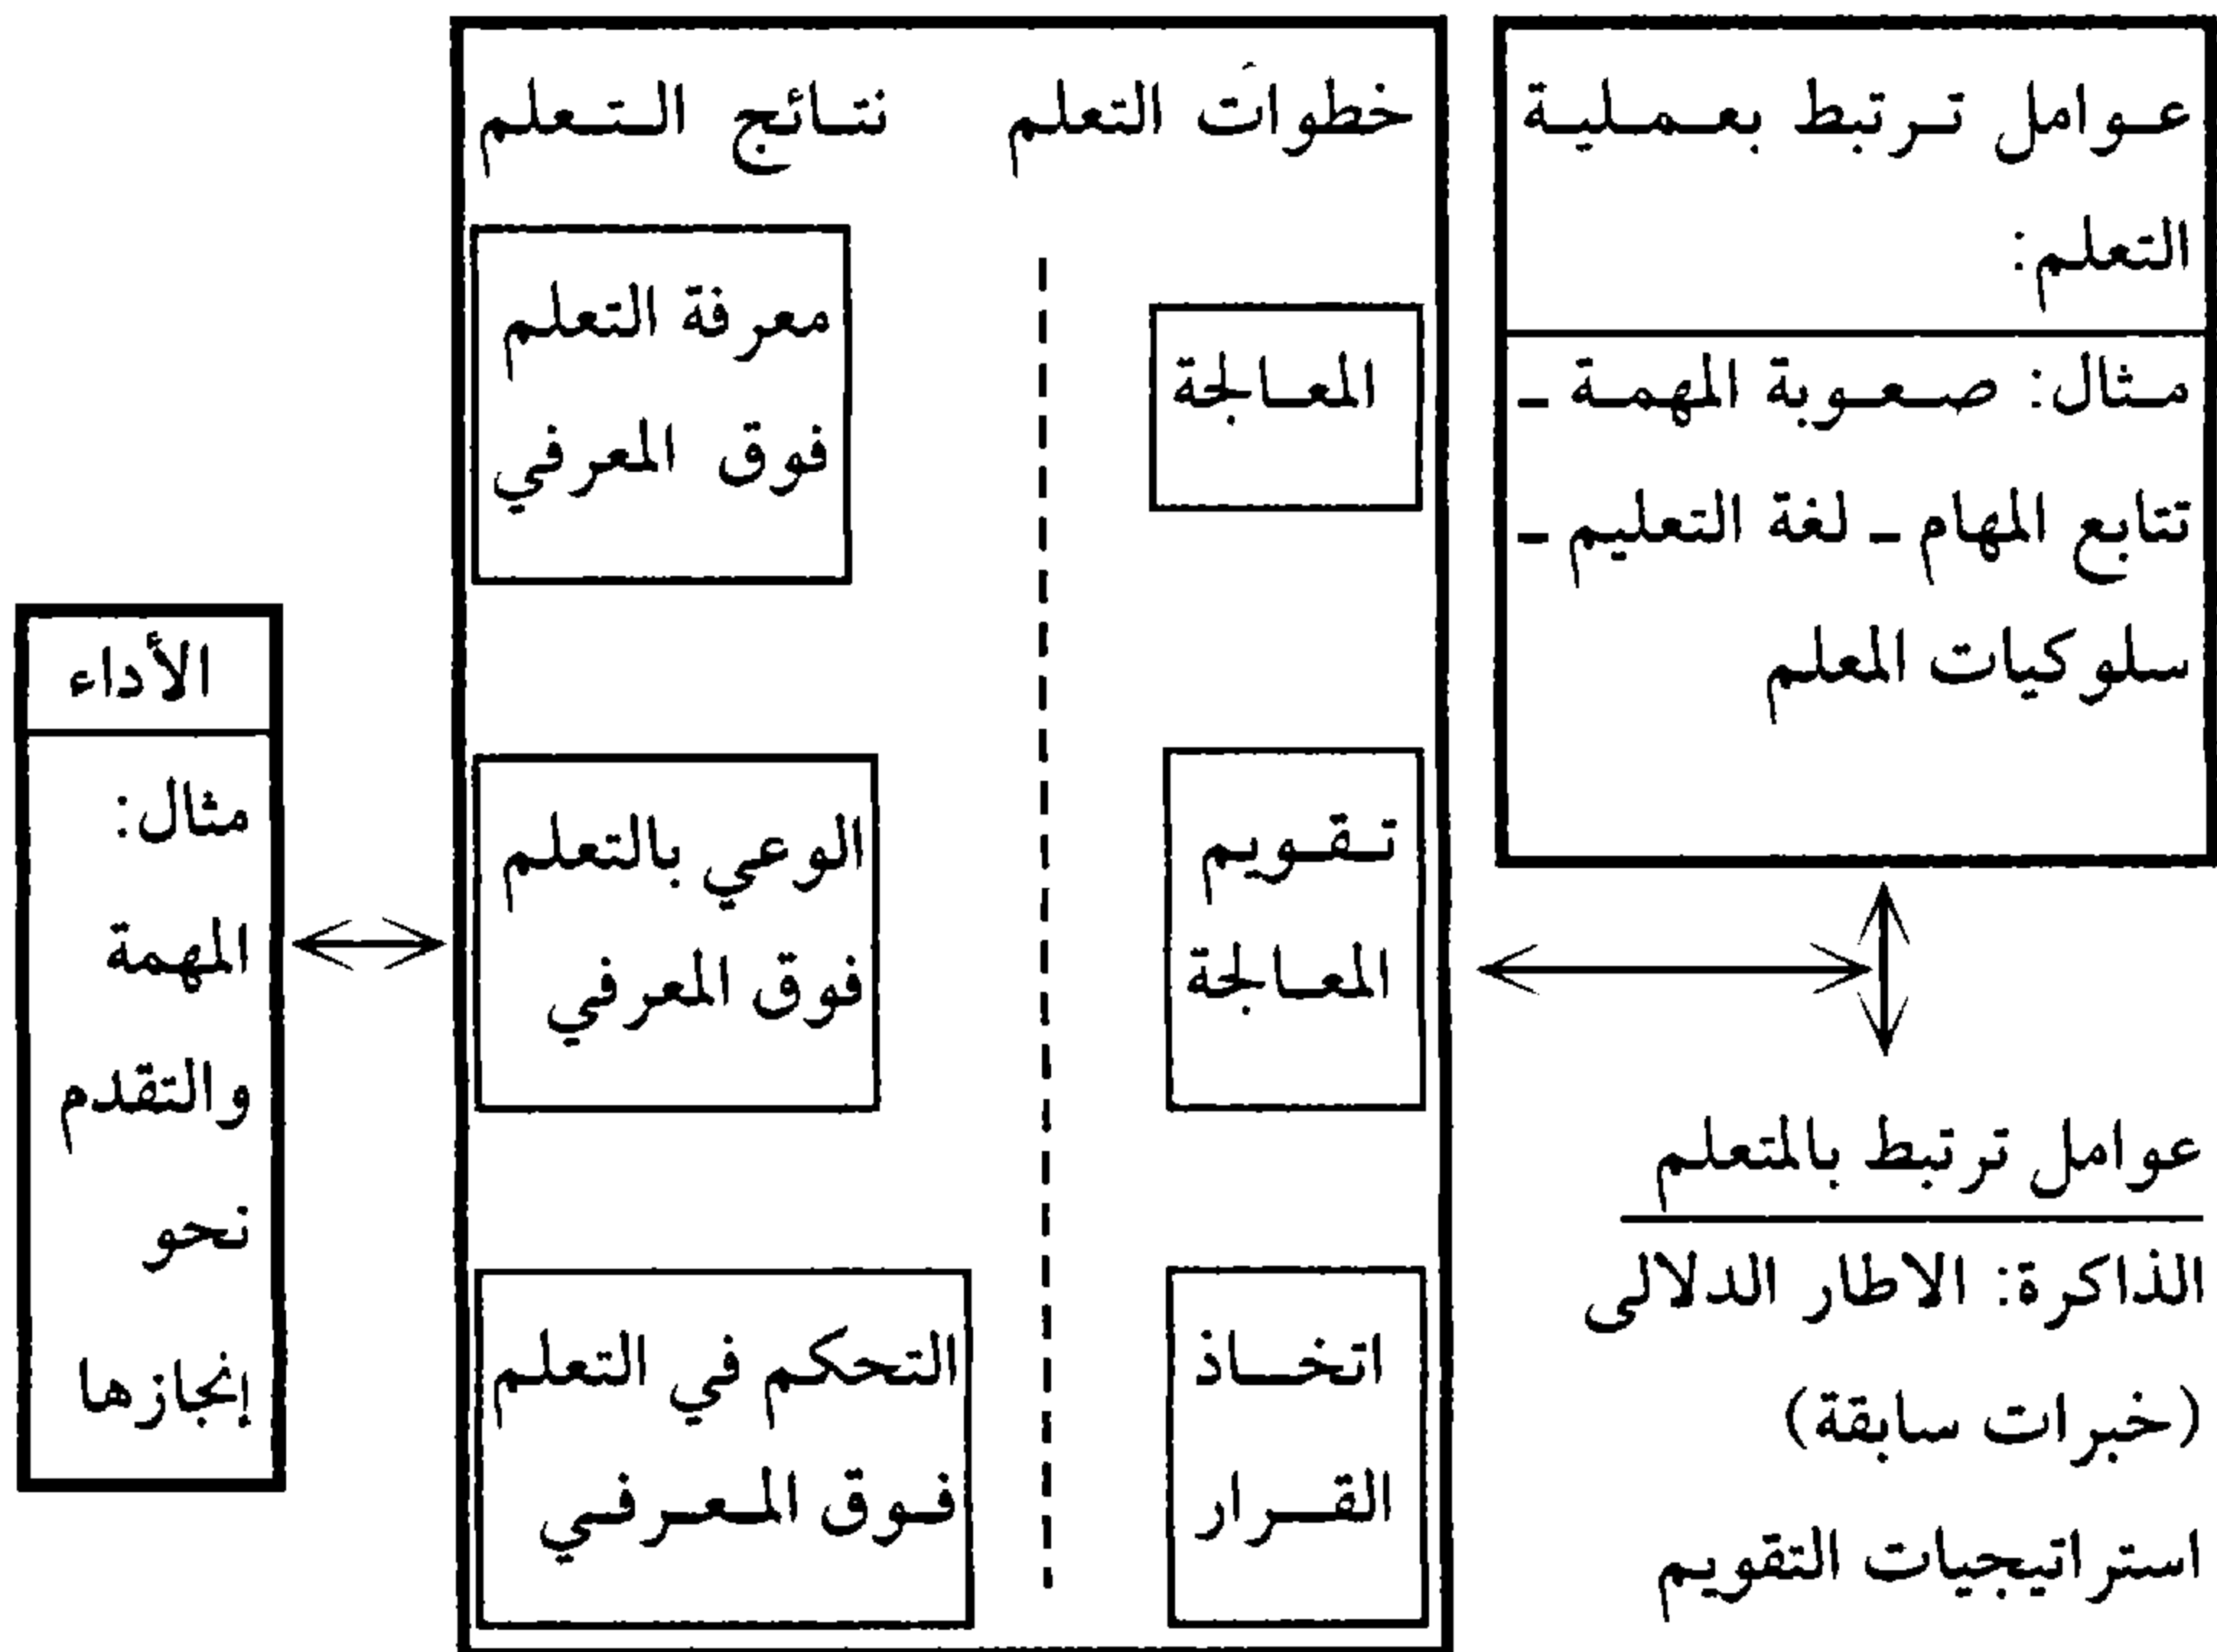 عوامل ترتبط بعملية
التعلم:
مثال: صعوبة المهمة ـ
تتابع المهام ـ لغة التعليم ـ
سلوكيات المعلم
عوامل ترتبط بالمتعلم
الذاكرة: الاطار الدلالى
(خبرات سابقة)
استراتيجيات التقويم
خطوات التعلم
المعالجة
تقويم
المعالجة
اتخاذ
القرار
نتائج التعلم
معرفة التعلم
فوق المعرفي
الوعي بالتعلم
فوق المعرفي
التحكم في التعلم
فوق المعرفي
الأداء
مثال:
المهمة
والتقدم
نحو
إنجازها